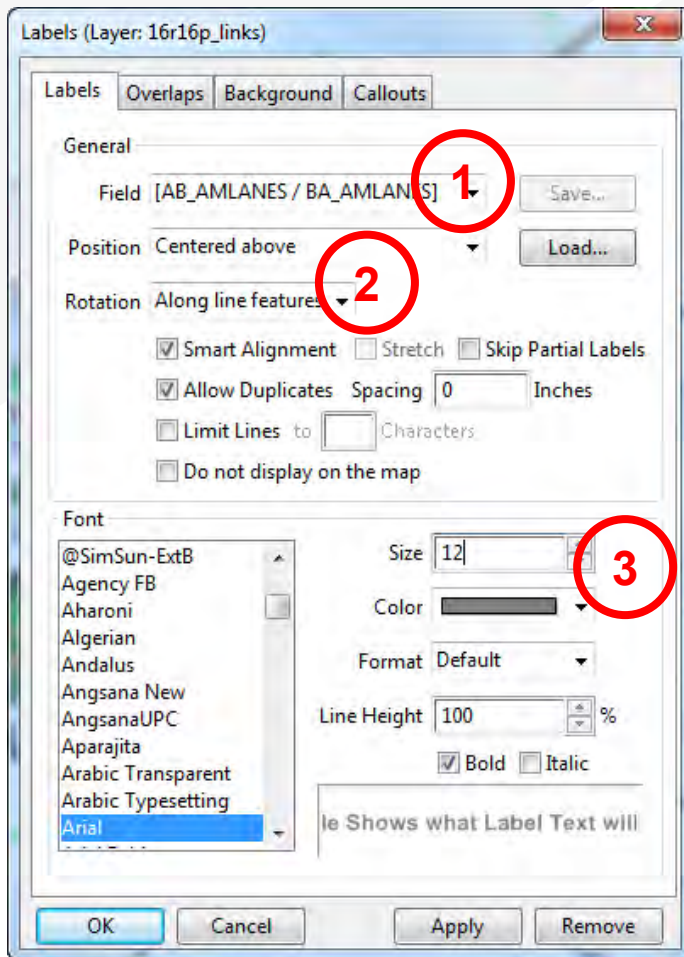 Labels (Layer: 16r16p_links)
Labels Overlaps Background Callouts
General
Field [AB_AMLANES / BA_AMLANES] 1 Save...
Position Centered above Load...
Rotation Along line features 2
Smart Alignment Stretch Skip Partial Labels
Allow Duplicates Spacing 0 Inches
Limit Lines to Characters
Do not display on the map
Font
@SimSun-ExtB
Agency FB
Aharoni
Algerian
Andalus
Angsana New
AngsanaUPC
Aparajita
Arabic Transparent
Arabic Typesetting
Arial
Size 12
3
Color
Format Default
Line Height 100 %
Bold Italic
le Shows what Label Text will
OK Cancel Apply Remove